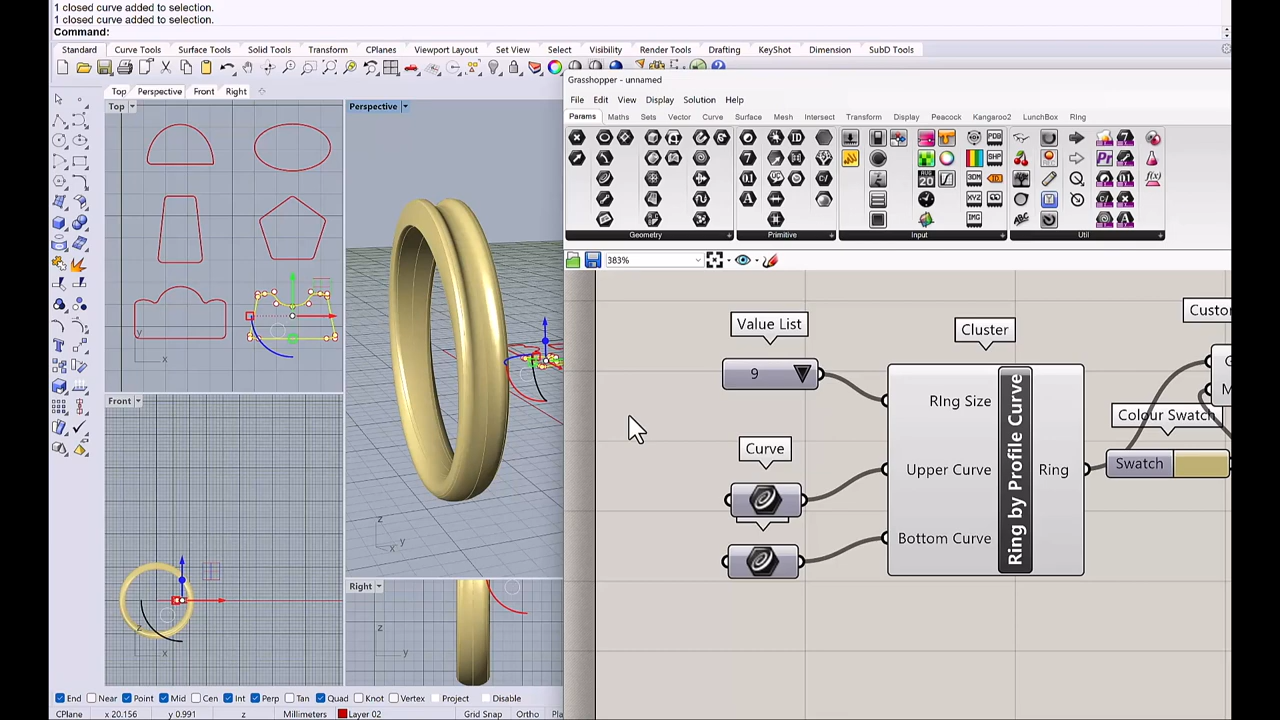 1 closed curve added to selection.
1 closed curve added to selection.
Command:
Standard Curve Tools Surface Tools Solid Tools Transform CPlanes Viewport Layout Set View Select Visibility Render Tools Drafting KeyShot Dimension SubD Tools
Grasshopper - unnamed
Top Perspective Front Right
File Edit View Display Solution Help
Top
Perspective
Params Maths Sets Vector Curve Surface Mesh Intersect Transform Display Peacock Kangaroo2 LunchBox RIng
Geometry Primitive Input Util
383%
Value List
9
Cluster
Custo
Curve
RIng Size
Upper Curve
Bottom Curve
Ring by Profile Curve
Ring
Colour Swatch
Swatch
G
M
y
x
z
x y
Front
z
x
Right
z
y
End Near Point Mid Cen Int Perp Tan Quad Knot Vertex Project Disable
CPlane x 20.156 y 0.991 z Millimeters Layer 02 Grid Snap Ortho Pla